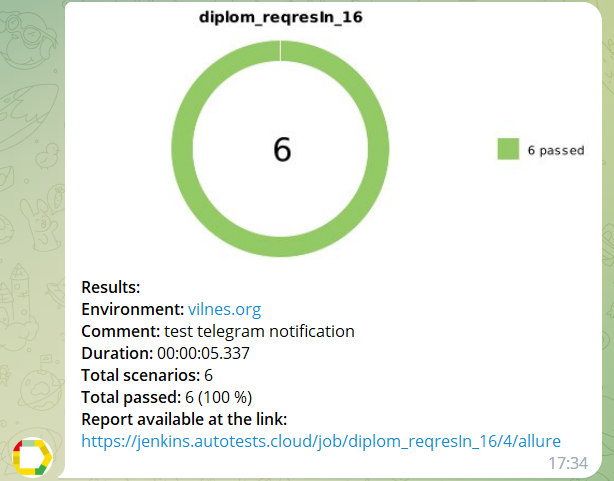 diplom_reqresIn_16
6
6 passed
Results:
Environment: vilnes.org
Comment: test telegram notification
Duration: 00:00:05.337
Total scenarios: 6
Total passed: 6 (100 %)
Report available at the link:
https://jenkins.autotests.cloud/job/diplom_reqresIn_16/4/allure
17:34